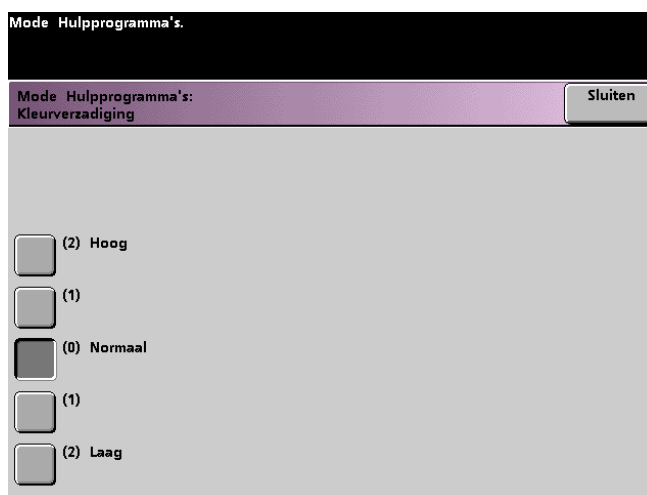 Mode Hulpprogramma's.
Mode Hulpprogramma's:
Kleurverzadiging
Sluiten
(2) Hoog
(1)
(0) Normaal
(1)
(2) Laag